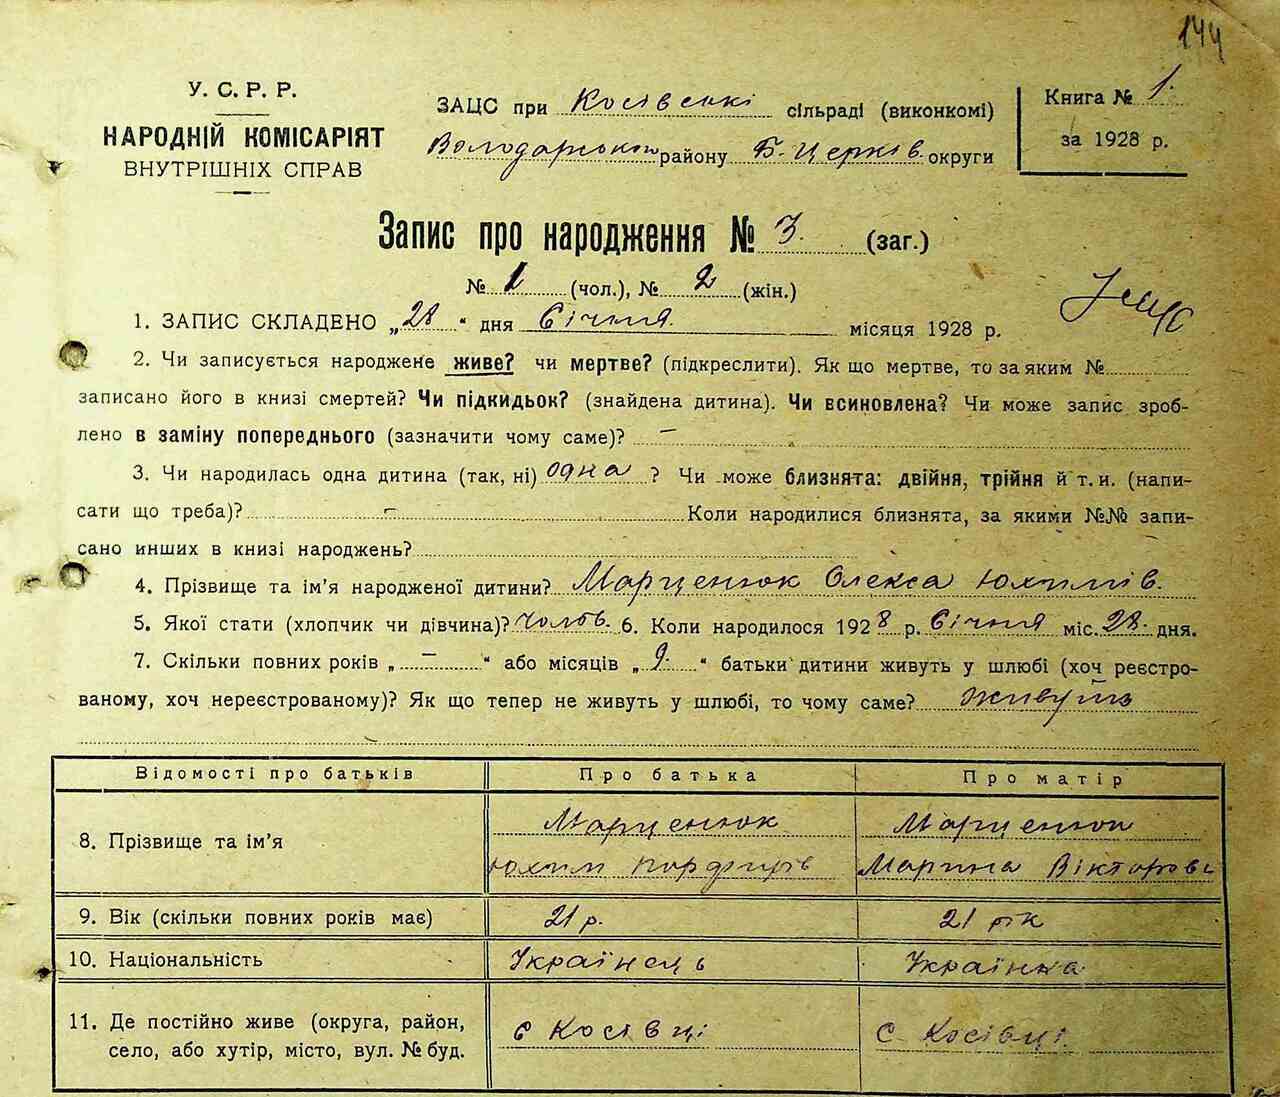 144
У. С. Р. Р.
НАРОДНІЙ КОМІСАРІЯТ
ВНУТРІШНІХ СПРАВ
ЗАЦС при Косівські сільраді (виконкомі)
Володарського району Б-церків. округи
Книга № 1.
за 1928 р.
Запис про народження № 3. (заг.)
№ 1 (чол.), № 2 (жін.)
1. ЗАПИС СКЛАДЕНО „28“ дня Січня місяця 1928 р.
2. Чи записується народжене живе? чи мертве? (підкреслити). Як що мертве, то за яким №
записано його в книзі смертей? Чи підкидьок? (знайдена дитина). Чи всиновлена? Чи може запис зроб-
лено в заміну попереднього (зазначити чому саме)? –
3. Чи народилась одна дитина (так, ні) одна ? Чи може близнята: двійня, трійня й т. и. (напи-
сати що треба)? – Коли народилися близнята, за якими №№ запи-
сано инших в книзі народжень?
4. Прізвище та ім'я народженої дитини? Марценюк Олекса Юхимів.
5. Якої стати (хлопчик чи дівчина)? Чолов. 6. Коли народилося 1928 р. Січня міс. 28. дня.
7. Скільки повних років „ – “ або місяців „ 9. “ батьки дитини живуть у шлюбі (хоч реєстро-
ваному, хоч нереєстрованому)? Як що тепер не живуть у шлюбі, то чому саме? живуть
Відомості про батьків Про батька Про матір
8. Прізвище та ім'я Марценюк Юхим Порфирів Марценюк Марина Вікторові
9. Вік (скільки повних років має) 21 р. 21 рік
10. Національність Українець Українка
11. Де постійно живе (округа, район,
село, або хутір, місто, вул. № буд. с Косівці с Косівці